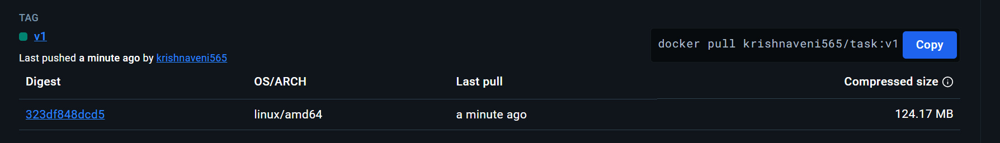 TAG
v1
Last pushed a minute ago by krishnaveni565
docker pull krishnaveni565/task:v1 Copy
Digest OS/ARCH Last pull Compressed size
323df848dcd5 linux/amd64 a minute ago 124.17 MB